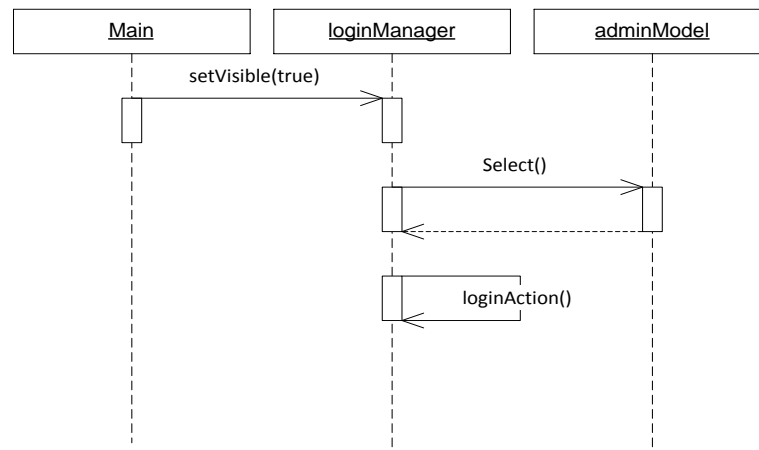 Main
loginManager
adminModel
setVisible(true)
Select()
loginAction()